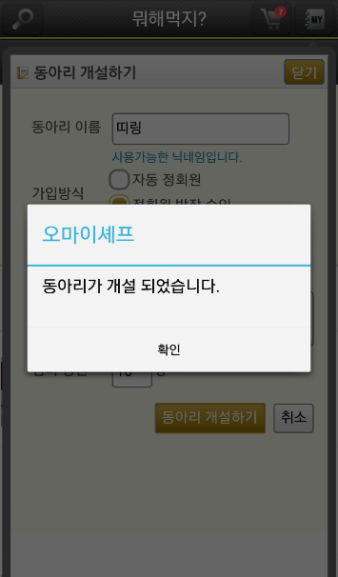 뭐해먹지?
7
MY
동아리 개설하기
닫기
동아리 이름
띠링
사용가능한 닉네임입니다.
가입방식
자동 정회원
오마이셰프
동아리가 개설 되었습니다.
확인
동아리 개설하기
취소